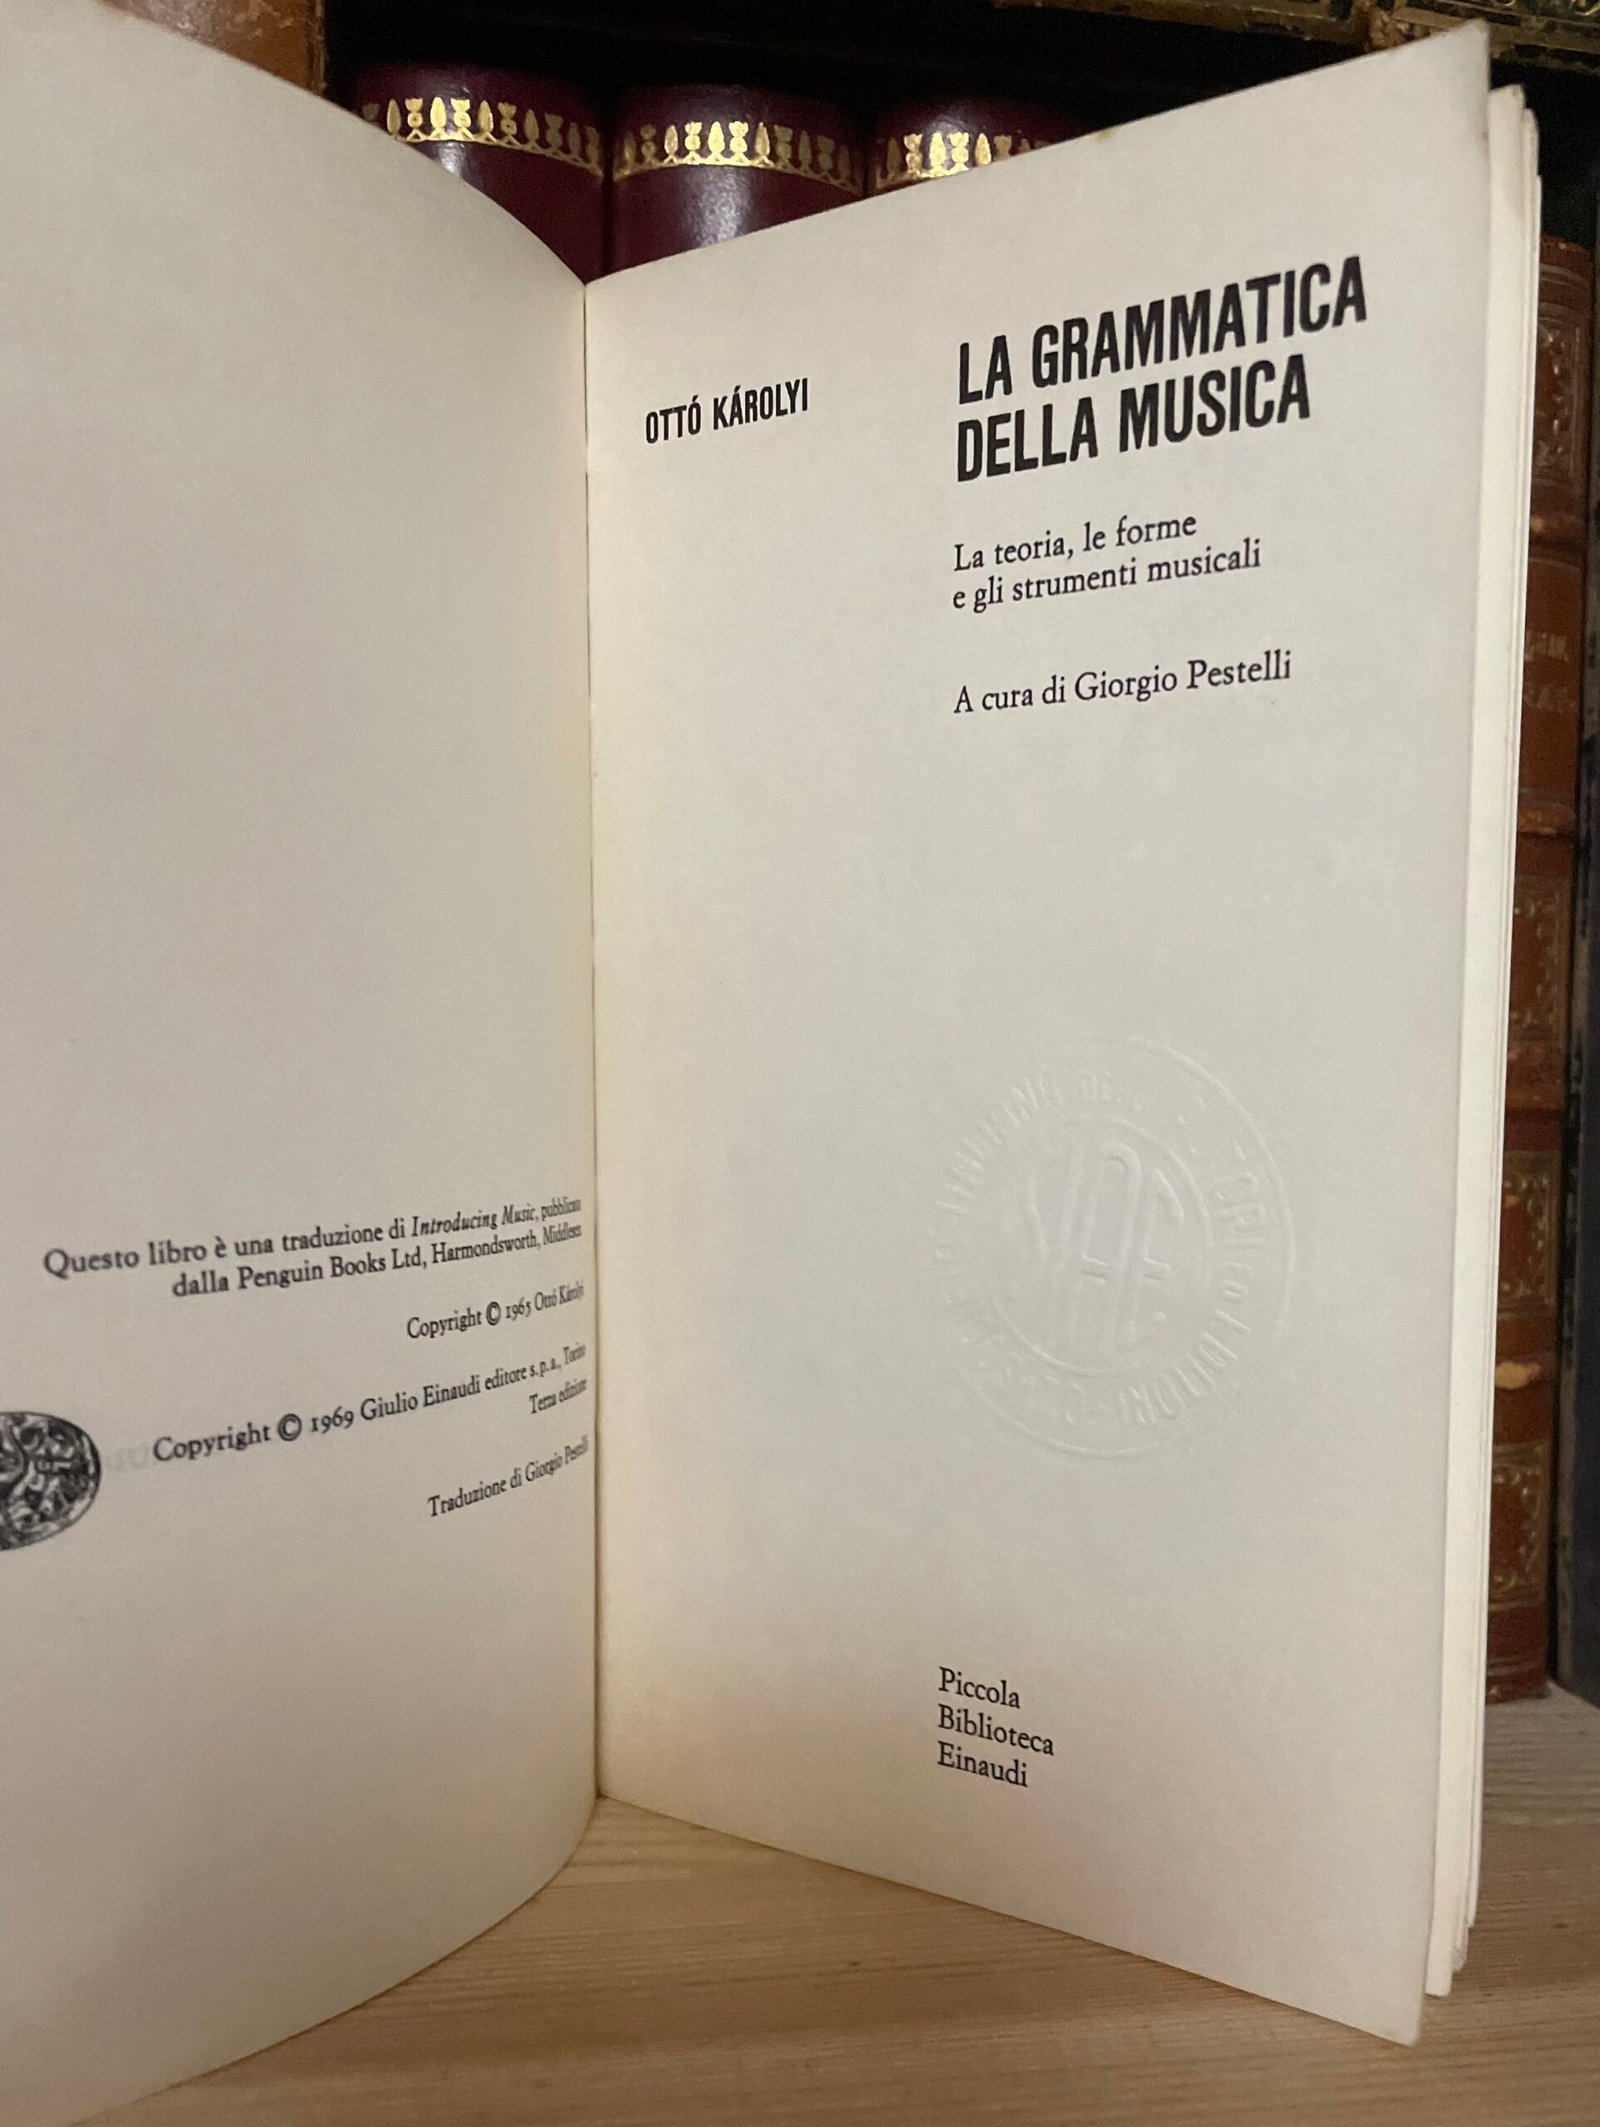 Questo libro è una traduzione di Introducing Music, pubblicato
dalla Penguin Books Ltd, Harmondsworth, Middlesex
Copyright © 1965 Ottó Károlyi
Copyright © 1969 Giulio Einaudi editore s.p.a., Torino
Terza edizione
Traduzione di Giorgio Pestelli
OTTÓ KÁROLYI
LA GRAMMATICA
DELLA MUSICA
La teoria, le forme
e gli strumenti musicali
A cura di Giorgio Pestelli
Piccola
Biblioteca
Einaudi